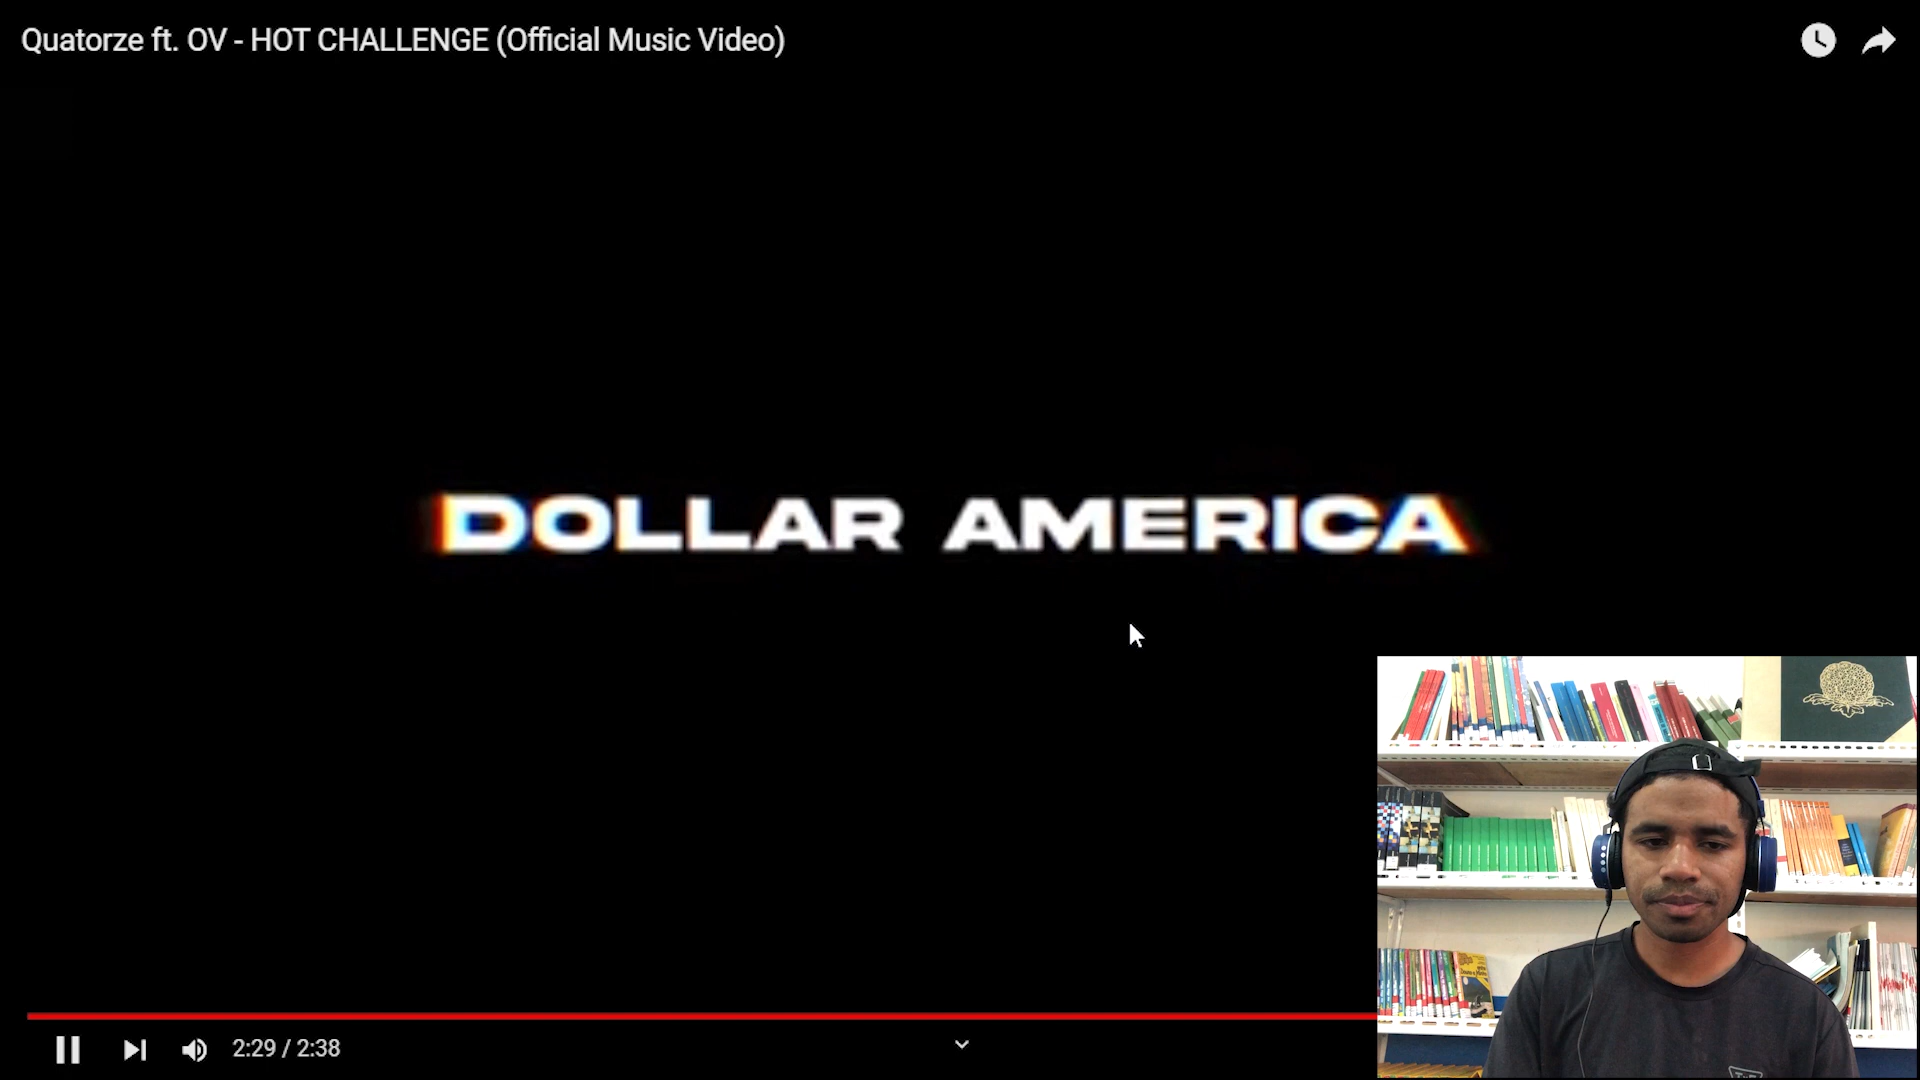 Quatorze ft. OV - HOT CHALLENGE (Official Music Video)
DOLLAR AMERICA
2:29 / 2:38